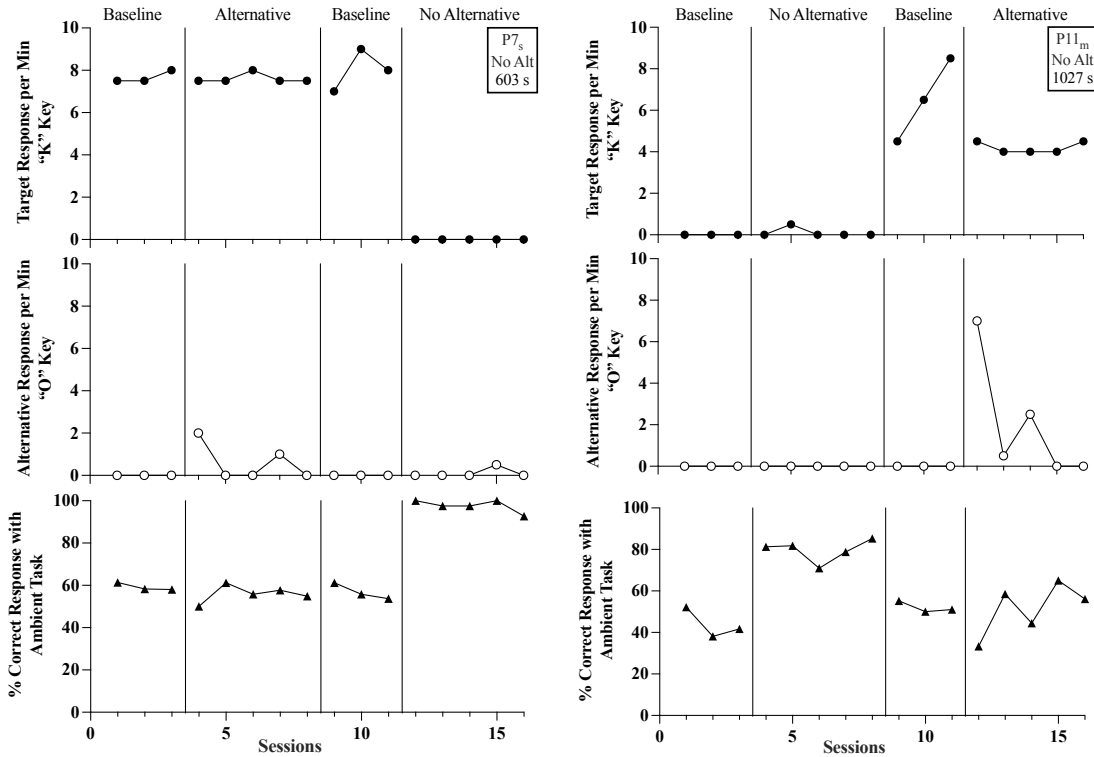 Baseline Alternative Baseline No Alternative
P7s
No Alt
603 s
Target Response per Min
“K” Key
10
8
6
4
2
0
Alternative Response per Min
“O” Key
10
8
6
4
2
0
% Correct Response with
Ambient Task
100
80
60
40
20
0
0 5 10 15
Sessions
Baseline No Alternative Baseline Alternative
P11m
No Alt
1027 s
Target Response per Min
“K” Key
10
8
6
4
2
0
Alternative Response per Min
“O” Key
10
8
6
4
2
0
% Correct Response with
Ambient Task
100
80
60
40
20
0
0 5 10 15
Sessions